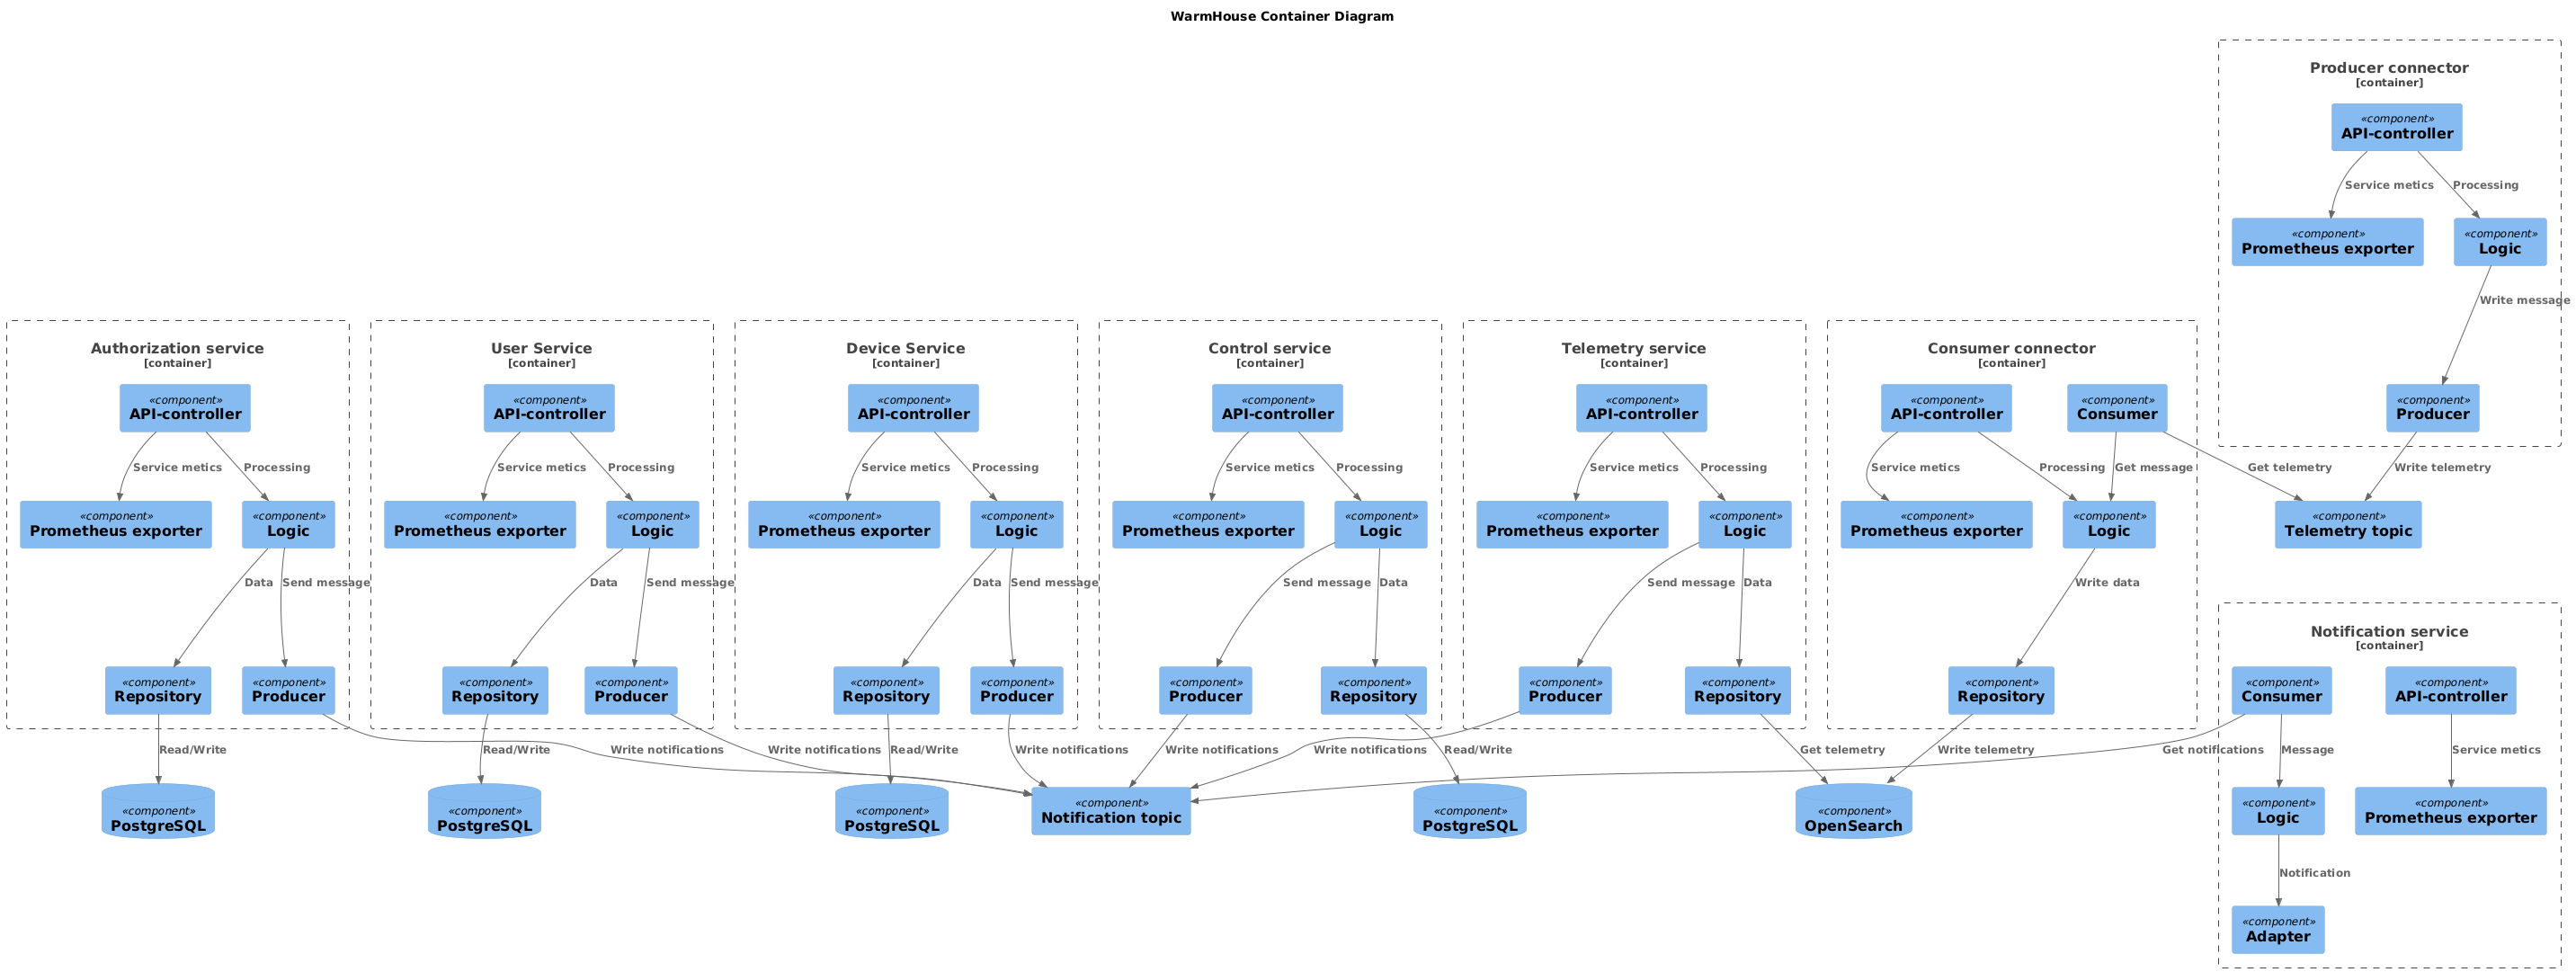 WarmHouse Container Diagram
Producer connector
[container]
«component»
API-controller
Service metics
Processing
«component»
Prometheus exporter
«component»
Logic
Write message
«component»
Producer
Write telemetry
Authorization service
[container]
«component»
API-controller
Service metics
Processing
«component»
Prometheus exporter
«component»
Logic
Data
Send message
«component»
Repository
«component»
Producer
Read/Write
Write notifications
«component»
PostgreSQL
User Service
[container]
«component»
API-controller
Service metics
Processing
«component»
Prometheus exporter
«component»
Logic
Data
Send message
«component»
Repository
«component»
Producer
Read/Write
Write notifications
«component»
PostgreSQL
Device Service
[container]
«component»
API-controller
Service metics
Processing
«component»
Prometheus exporter
«component»
Logic
Data
Send message
«component»
Repository
«component»
Producer
Read/Write
Write notifications
«component»
PostgreSQL
«component»
Notification topic
Control service
[container]
«component»
API-controller
Service metics
Processing
«component»
Prometheus exporter
«component»
Logic
Send message
Data
«component»
Producer
«component»
Repository
Write notifications
Read/Write
«component»
PostgreSQL
Telemetry service
[container]
«component»
API-controller
Service metics
Processing
«component»
Prometheus exporter
«component»
Logic
Send message
Data
«component»
Producer
«component»
Repository
Write notifications
Get telemetry
«component»
OpenSearch
Consumer connector
[container]
«component»
API-controller
«component»
Consumer
Service metics
Processing
Get message
Get telemetry
«component»
Prometheus exporter
«component»
Logic
«component»
Telemetry topic
Write data
«component»
Repository
Write telemetry
Notification service
[container]
«component»
Consumer
«component»
API-controller
Get notifications
Message
Service metics
«component»
Logic
«component»
Prometheus exporter
Notification
«component»
Adapter